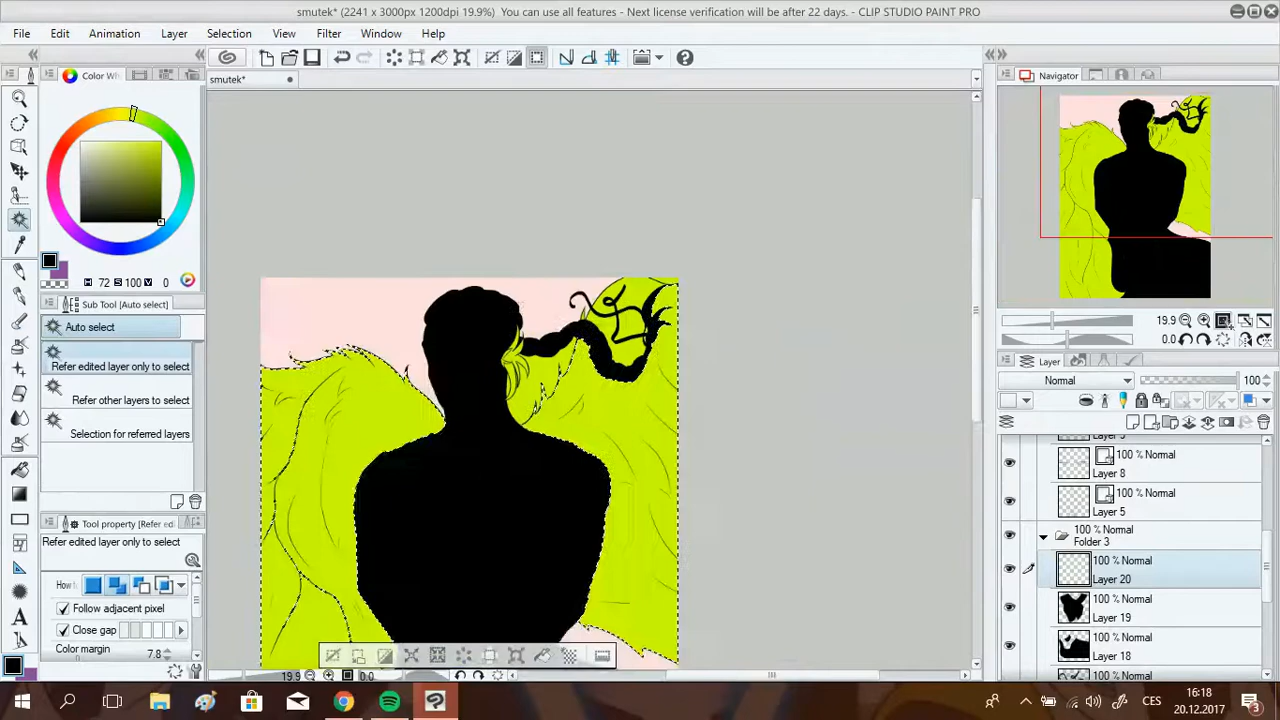 smutek* (2241 x 3000px 1200dpi 19.9%) You can use all features - Next license verification will be after 22 days. - CLIP STUDIO PAINT PRO
File Edit Animation Layer Selection View Filter Window Help
smutek*
Color Wh
Navigator
H 72 S 100 V 0
Sub Tool [Auto select]
Auto select
Refer edited layer only to select
Refer other layers to select
Selection for referred layers
Tool property [Refer ed
Refer edited layer only to select
How t
Follow adjacent pixel
Close gap
Color margin 7.8
19.9 0.0
19.9
0.0
Layer
Normal 100
Layer 5
100 % Normal
Layer 8
100 % Normal
Layer 5
100 % Normal
Folder 3
100 % Normal
Layer 20
100 % Normal
Layer 19
100 % Normal
Layer 18
100 % Normal
CES
16:18
20.12.2017
3